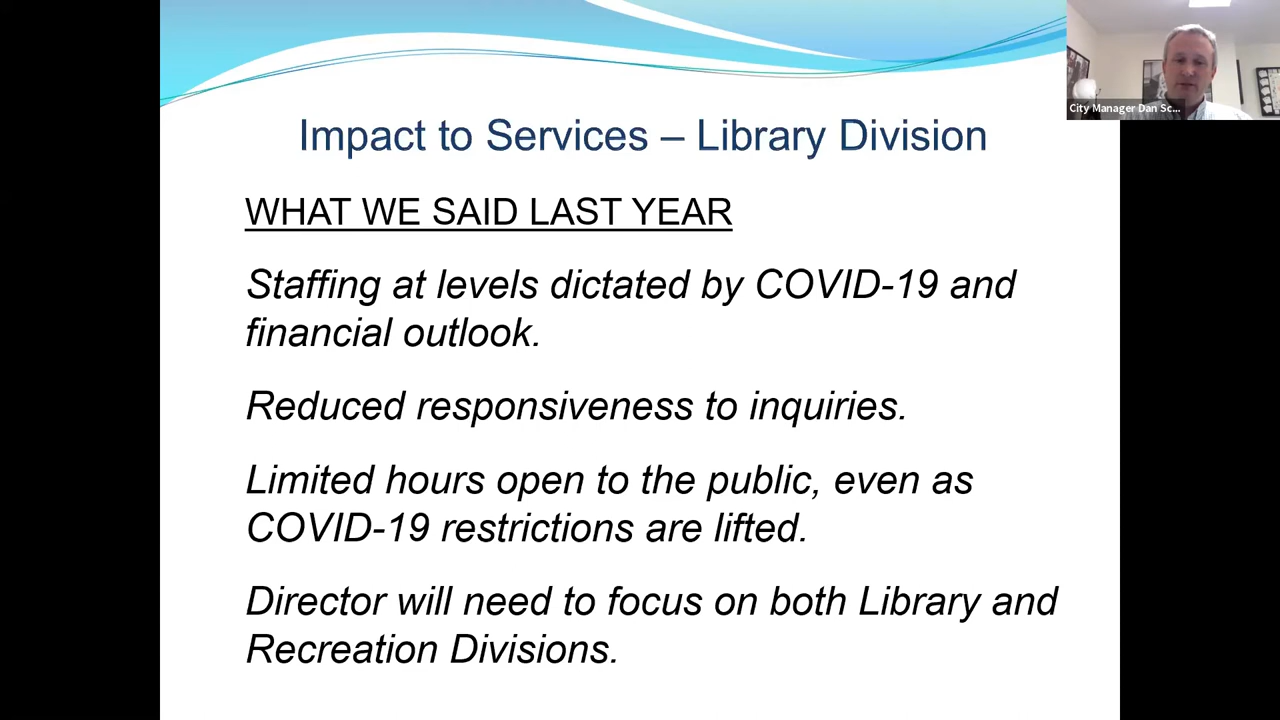 City Manager Dan Sc...
Impact to Services – Library Division
WHAT WE SAID LAST YEAR
Staffing at levels dictated by COVID-19 and
financial outlook.
Reduced responsiveness to inquiries.
Limited hours open to the public, even as
COVID-19 restrictions are lifted.
Director will need to focus on both Library and
Recreation Divisions.